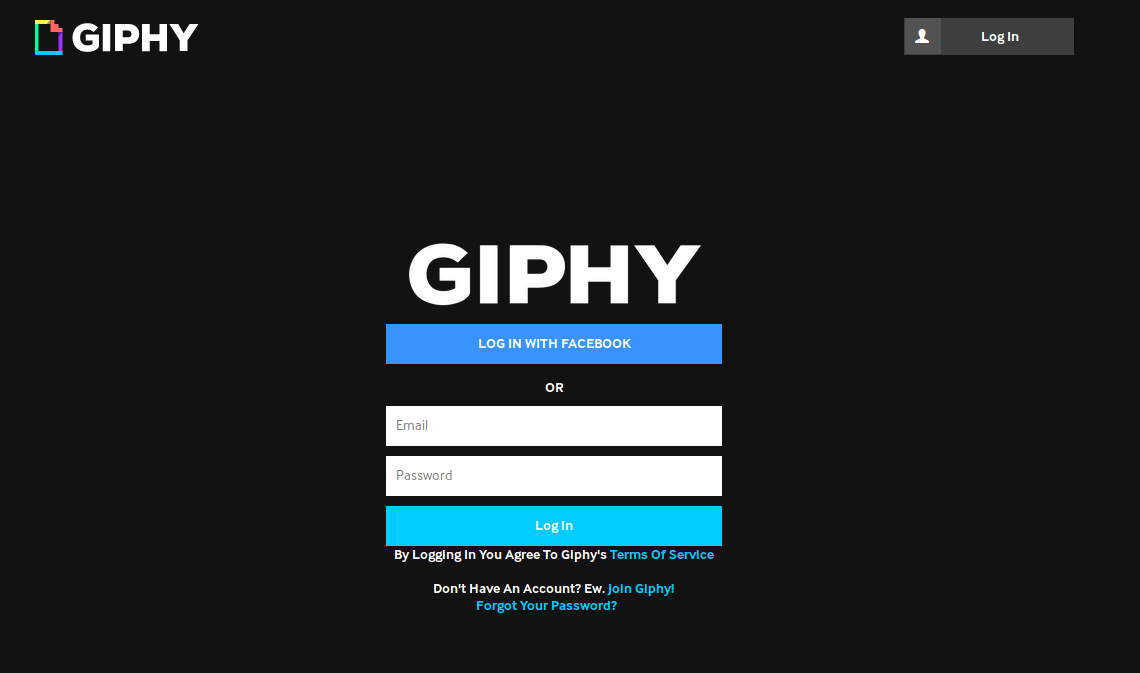 GIPHY
Log In
GIPHY
LOG IN WITH FACEBOOK
OR
Email
Password
Log In
By Logging In You Agree To Giphy's Terms Of Service
Don't Have An Account? Ew. Join Giphy!
Forgot Your Password?